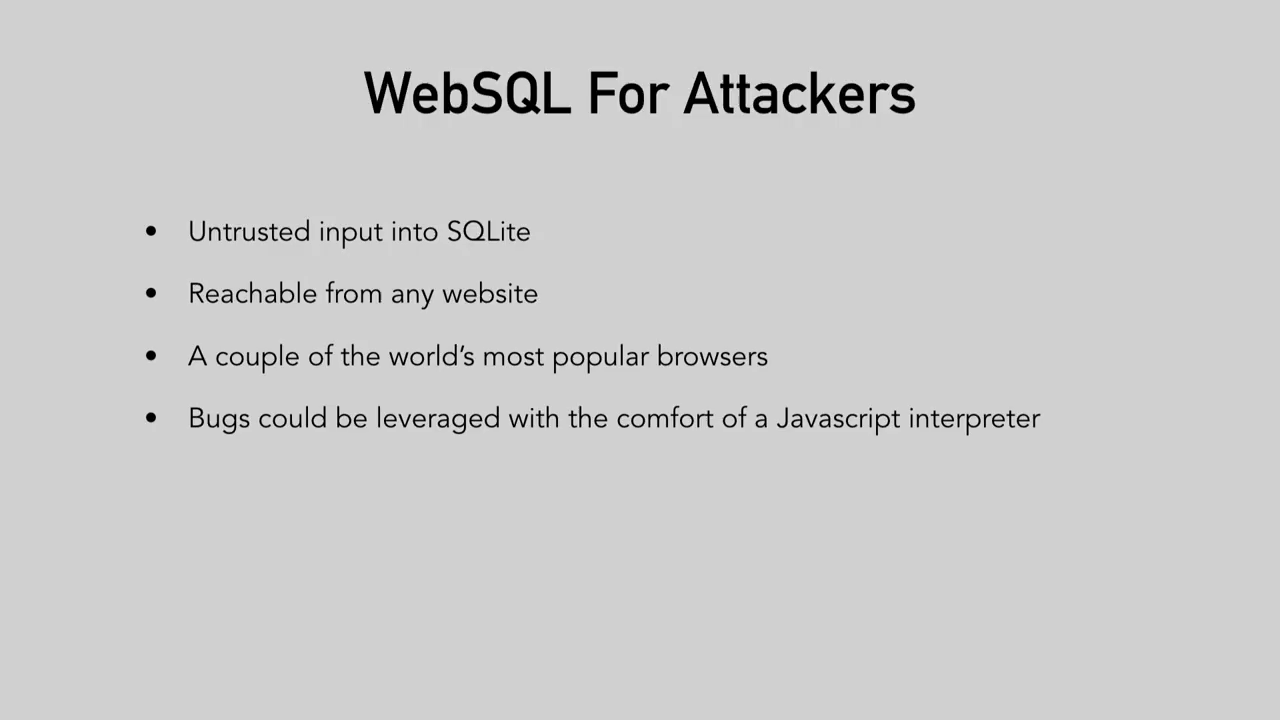 WebSQL For Attackers
• Untrusted input into SQLite
• Reachable from any website
• A couple of the world’s most popular browsers
• Bugs could be leveraged with the comfort of a Javascript interpreter